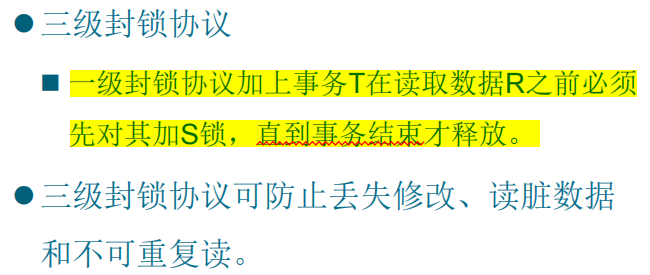 ●三级封锁协议
■ 一级封锁协议加上事务T在读取数据R之前必须
先对其加S锁，直到事务结束才释放。
●三级封锁协议可防止丢失修改、读脏数据
和不可重复读。